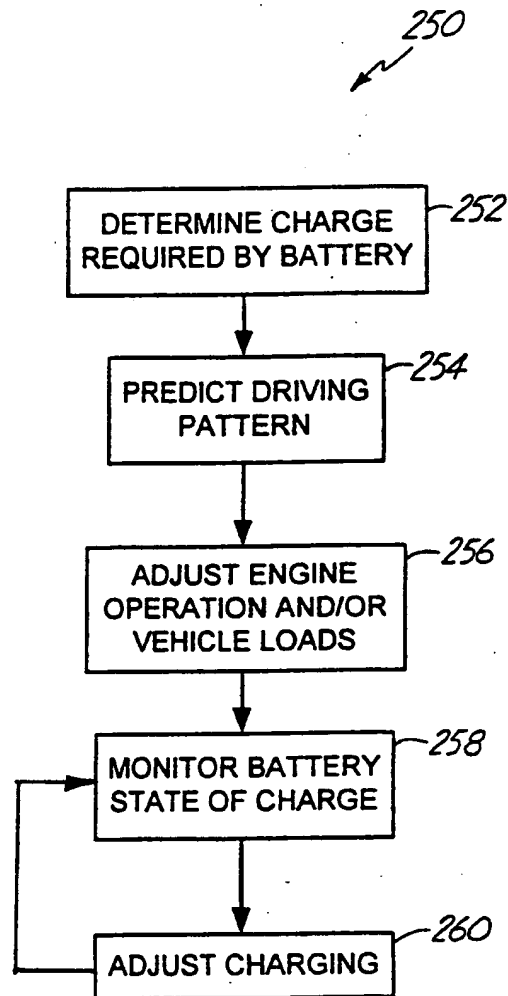 250
DETERMINE CHARGE
REQUIRED BY BATTERY
252
PREDICT DRIVING
PATTERN
254
ADJUST ENGINE
OPERATION AND/OR
VEHICLE LOADS
256
MONITOR BATTERY
STATE OF CHARGE
258
ADJUST CHARGING
260